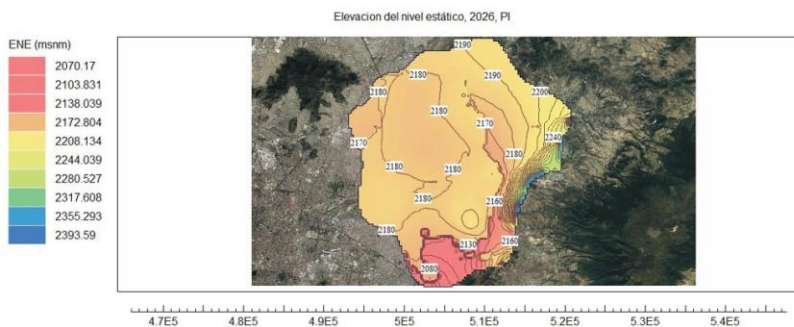 Elevacion del nivel estático, 2026, PI
ENE (msnm)
2070.17
2103.831
2138.039
2172.804
2208.134
2244.039
2280.527
2317.608
2355.293
2393.59
2190
2180
2190
2180
2200
2180
2170
2240
2170
2180
2180
2180
2180
2160
2180
2130
2160
2080
4.7E5
4.8E5
4.9E5
5E5
5.1E5
5.2E5
5.3E5
5.4E5